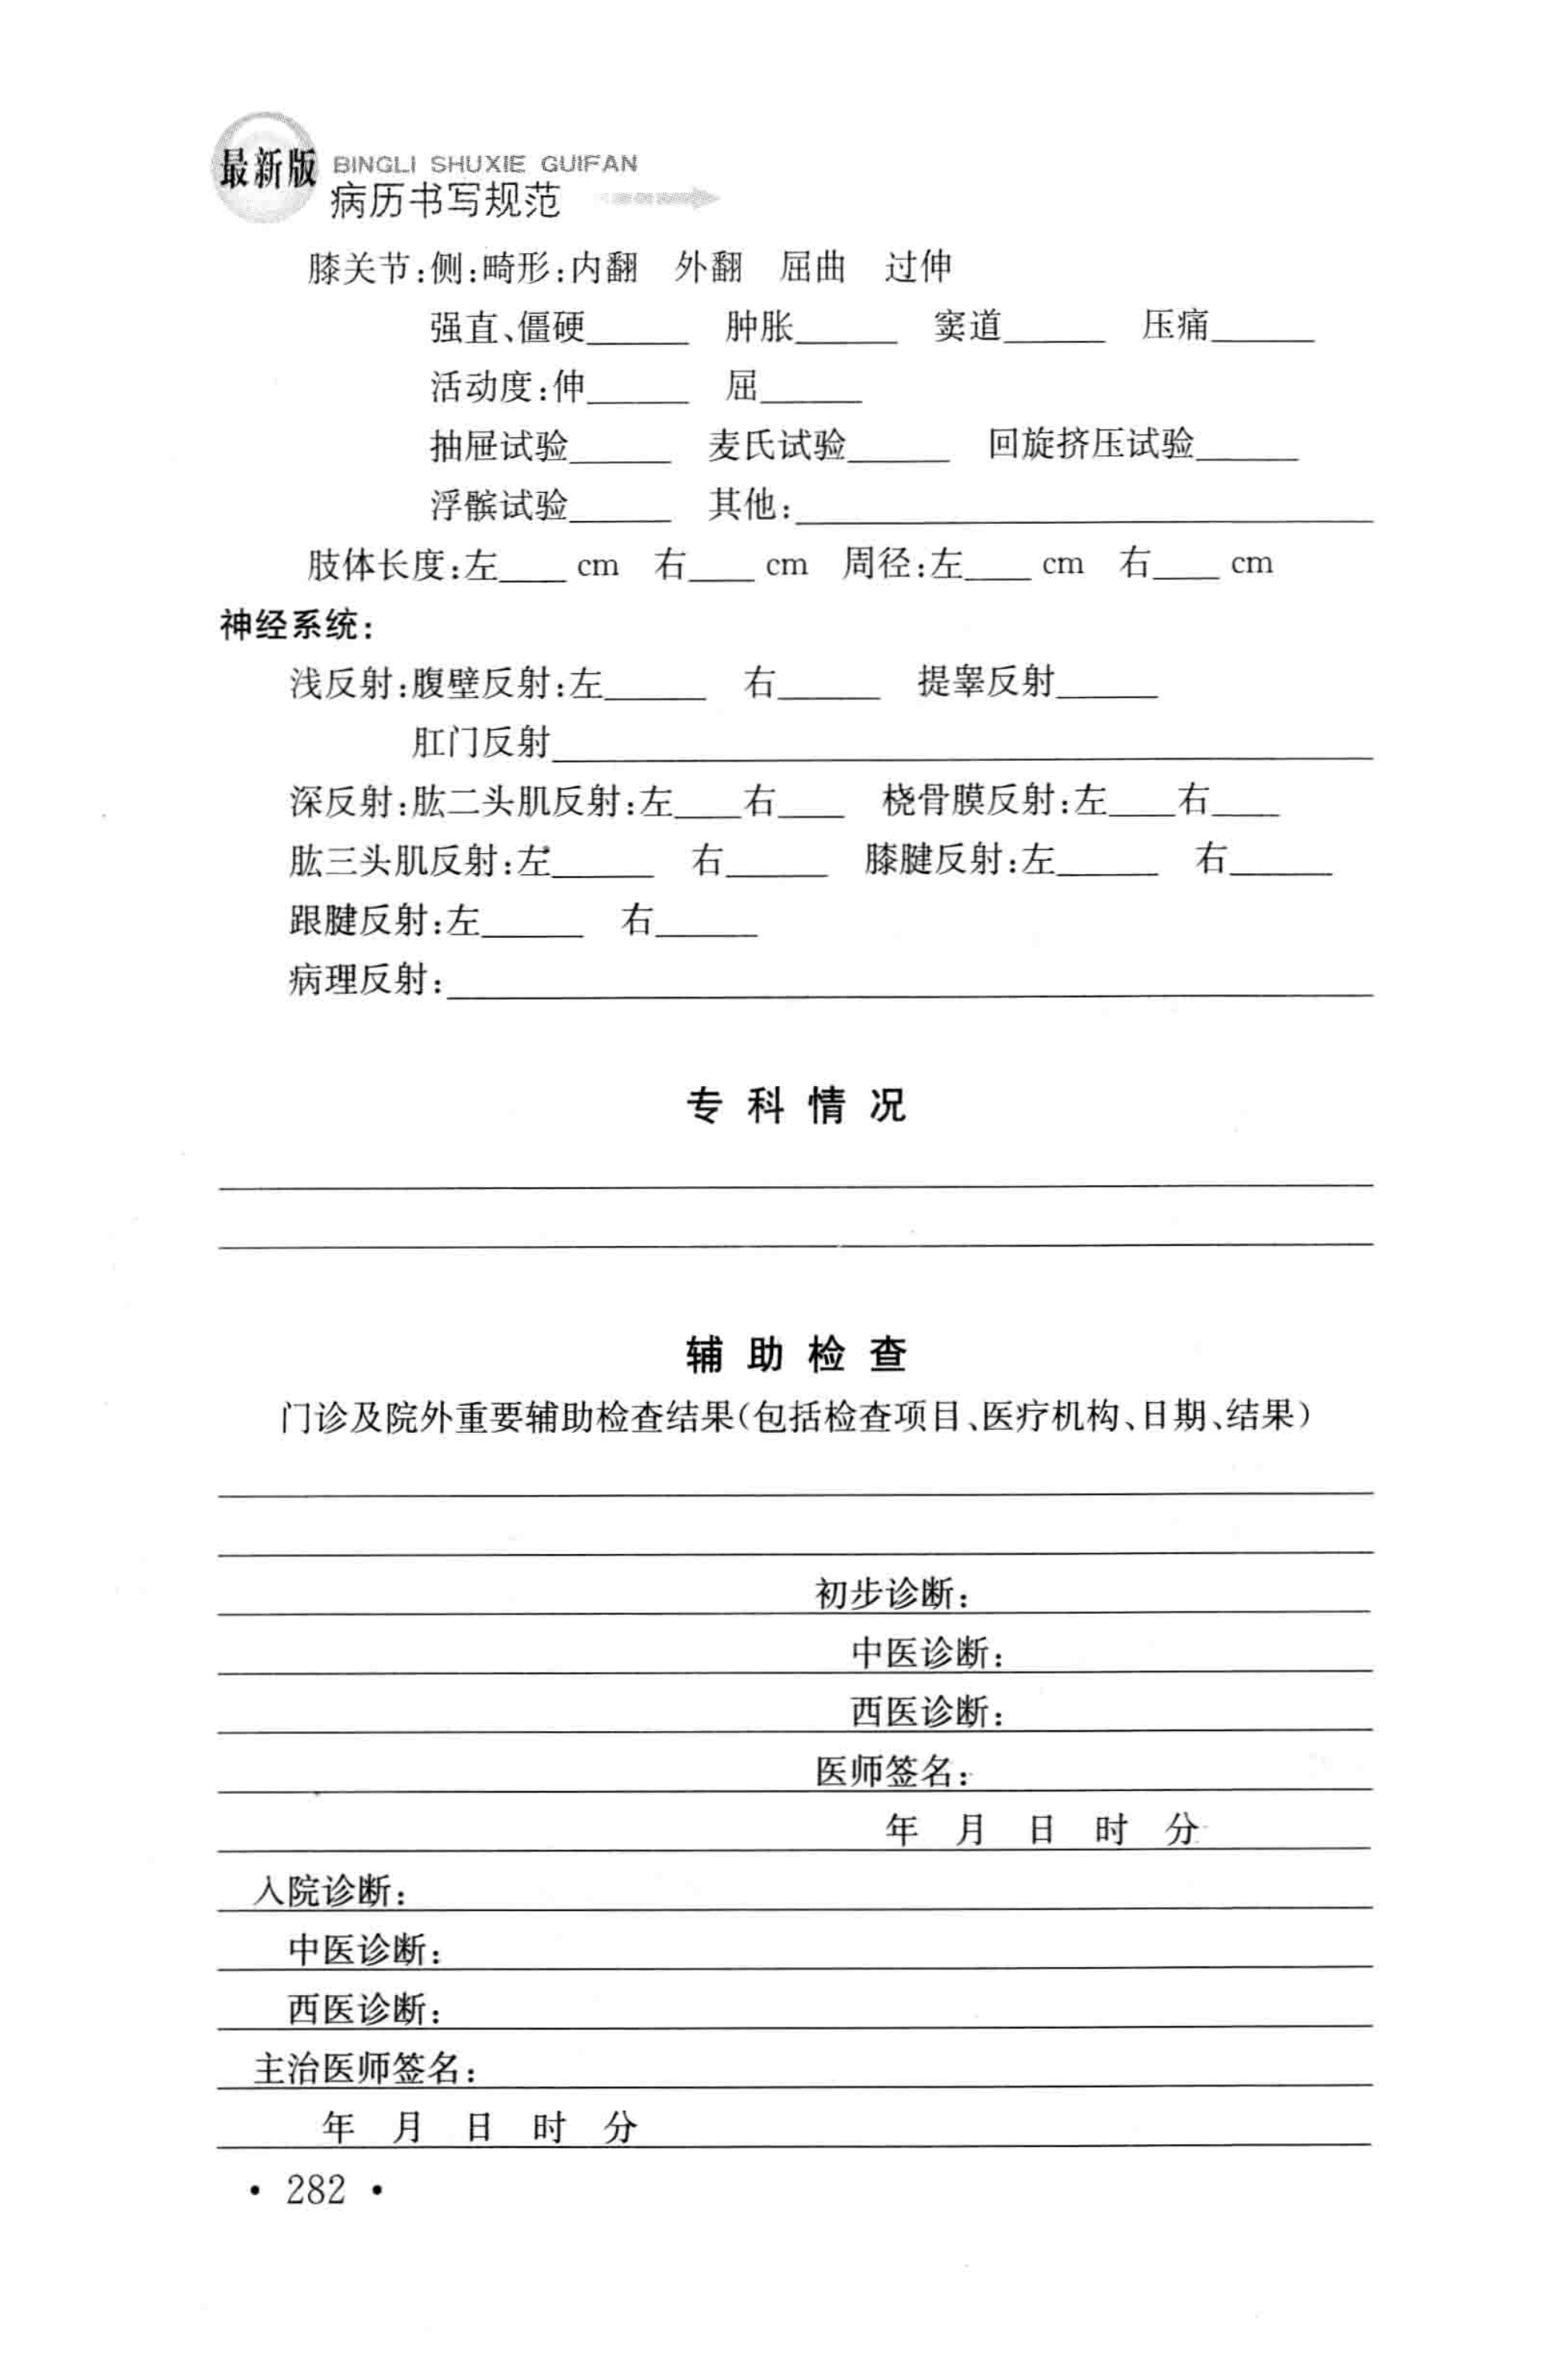 最新版 BINGLI SHUXIE GUIFAN
病历书写规范
膝关节:侧:畸形:内翻 外翻 屈曲 过伸
强直、僵硬______ 肿胀______ 窦道______ 压痛______
活动度:伸______ 屈______
抽屉试验______ 麦氏试验______ 回旋挤压试验______
浮髌试验______ 其他:______
肢体长度:左____ cm 右____ cm 周径:左____ cm 右____ cm
神经系统:
浅反射:腹壁反射:左______ 右______ 提睾反射______
肛门反射______
深反射:肱二头肌反射:左____右____ 桡骨膜反射:左____右____
肱三头肌反射:左______ 右______ 膝腱反射:左______ 右______
跟腱反射:左______ 右______
病理反射:______
专科情况
辅助检查
门诊及院外重要辅助检查结果(包括检查项目、医疗机构、日期、结果)
初步诊断:
中医诊断:
西医诊断:
医师签名:
年 月 日 时 分
入院诊断:
中医诊断:
西医诊断:
主治医师签名:
年 月 日 时 分
· 282 ·